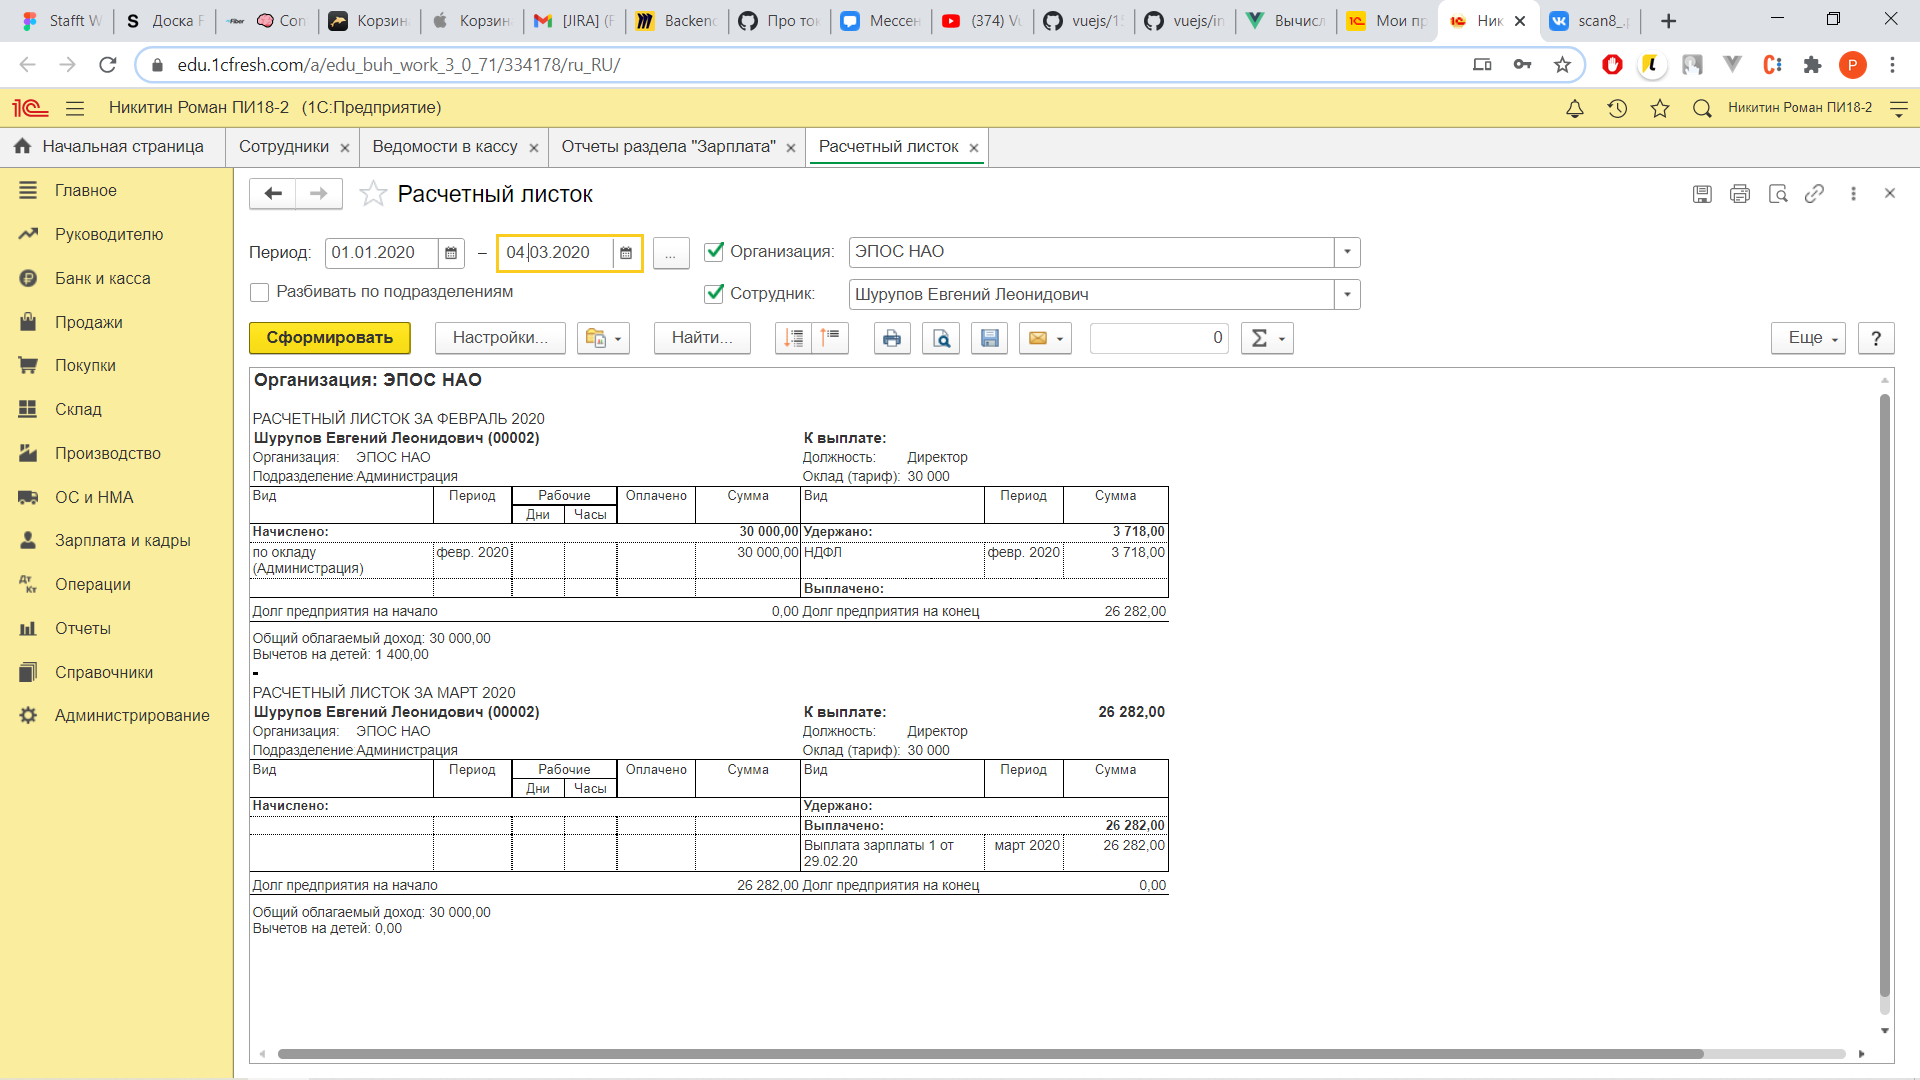 Stafft W
Доска F
Con
Корзин
Корзин
[JIRA] (F
Backend
Про ток
Мессен
(374) Vu
vuejs/15
vuejs/in
Вычисл
Мои пр
Ник
scan8_.p
edu.1cfresh.com/a/edu_buh_work_3_0_71/334178/ru_RU/
P
Никитин Роман ПИ18-2 (1С:Предприятие)
Никитин Роман ПИ18-2
Начальная страница
Сотрудники
Ведомости в кассу
Отчеты раздела "Зарплата"
Расчетный листок
Главное
Руководителю
Банк и касса
Продажи
Покупки
Склад
Производство
ОС и НМА
Зарплата и кадры
Операции
Отчеты
Справочники
Администрирование
Расчетный листок
Период: 01.01.2020 – 04.03.2020 ... Организация: ЭПОС НАО
Разбивать по подразделениям Сотрудник: Шурупов Евгений Леонидович
Сформировать Настройки... Найти... 0 Σ Еще ?
Организация: ЭПОС НАО
РАСЧЕТНЫЙ ЛИСТОК ЗА ФЕВРАЛЬ 2020
Шурупов Евгений Леонидович (00002) К выплате:
Организация: ЭПОС НАО Должность: Директор
Подразделение Администрация Оклад (тариф): 30 000
Вид Период Рабочие Оплачено Сумма Вид Период Сумма
Дни Часы
Начислено: 30 000,00 Удержано: 3 718,00
по окладу февр. 2020 30 000,00 НДФЛ февр. 2020 3 718,00
(Администрация)
Выплачено:
Долг предприятия на начало 0,00 Долг предприятия на конец 26 282,00
Общий облагаемый доход: 30 000,00
Вычетов на детей: 1 400,00
РАСЧЕТНЫЙ ЛИСТОК ЗА МАРТ 2020
Шурупов Евгений Леонидович (00002) К выплате: 26 282,00
Организация: ЭПОС НАО Должность: Директор
Подразделение Администрация Оклад (тариф): 30 000
Вид Период Рабочие Оплачено Сумма Вид Период Сумма
Дни Часы
Начислено: Удержано:
Выплачено: 26 282,00
Выплата зарплаты 1 от март 2020 26 282,00
29.02.20
Долг предприятия на начало 26 282,00 Долг предприятия на конец 0,00
Общий облагаемый доход: 30 000,00
Вычетов на детей: 0,00